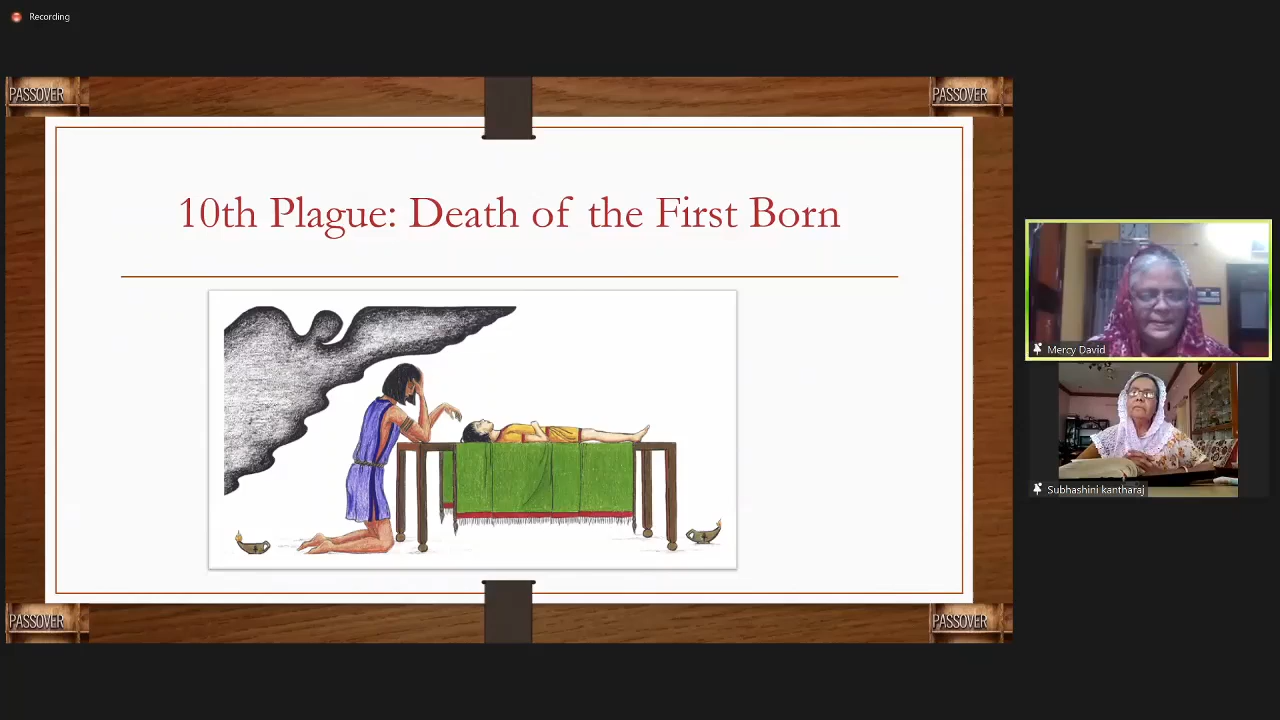 Recording
PASSOVER
PASSOVER
10th Plague: Death of the First Born
Mercy David
Subhashini kantharaj
PASSOVER
PASSOVER